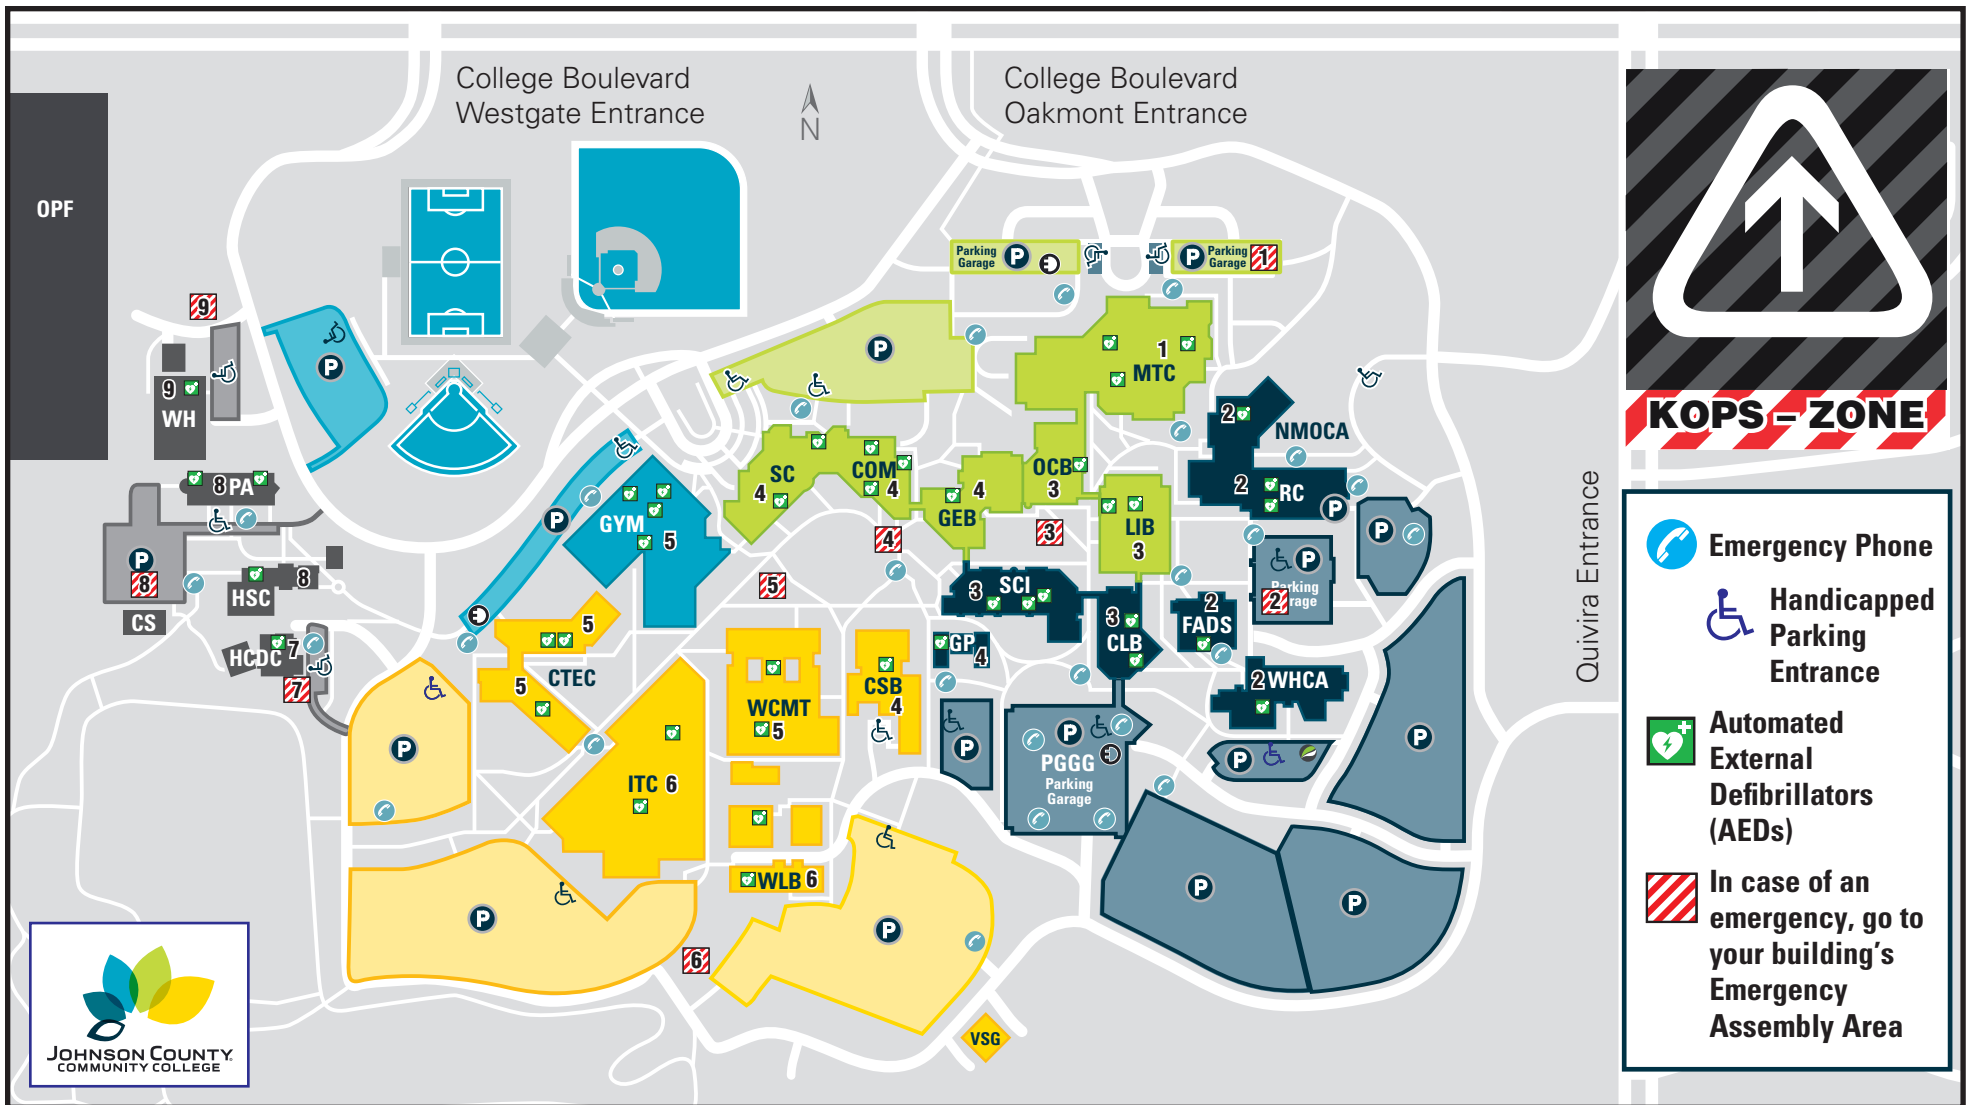 College Boulevard
Westgate Entrance
N
College Boulevard
Oakmont Entrance
OPF
Parking
Garage
P
P
Parking
Garage
1
9
P
P
1
MTC
9
WH
2
NMOCA
KOPS – ZONE
SC
4
COM
4
4
GEB
OCB
3
2
RC
P
8 PA
P
GYM
5
LIB
3
P
4
3
P
8
5
P
Parking
rage
2
8
HSC
CS
3
SCI
3
CLB
2
FADS
5
HCDC 7
7
GP
4
CTEC
5
CSB
4
2 WHCA
WCMT
5
P
P
P
PGGG
Parking
Garage
P
P
ITC 6
WLB 6
P
P
P
P
6
VSG
Quivira Entrance
Emergency Phone
Handicapped
Parking
Entrance
Automated
External
Defibrillators
(AEDs)
In case of an
emergency, go to
your building's
Emergency
Assembly Area
JOHNSON COUNTY
COMMUNITY COLLEGE